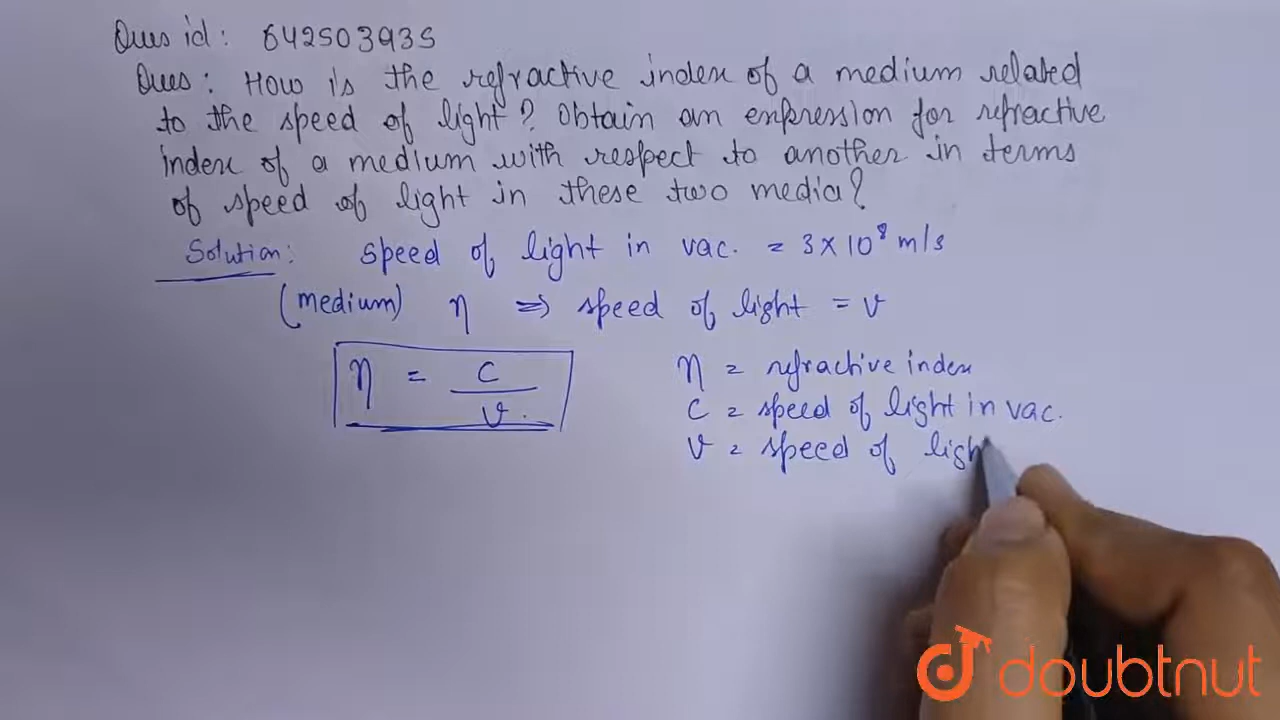 Ques id: 642503935
Ques: How is the refractive index of a medium related
to the speed of light? Obtain an expression for refractive
index of a medium with respect to another in terms
of speed of light in these two media?
Solution: speed of light in vac. = 3×10⁸ m/s
(medium) η ⇒ speed of light = v
η = c/v.
η = refractive index
c = speed of light in vac.
v = speed of ligh
doubtnut